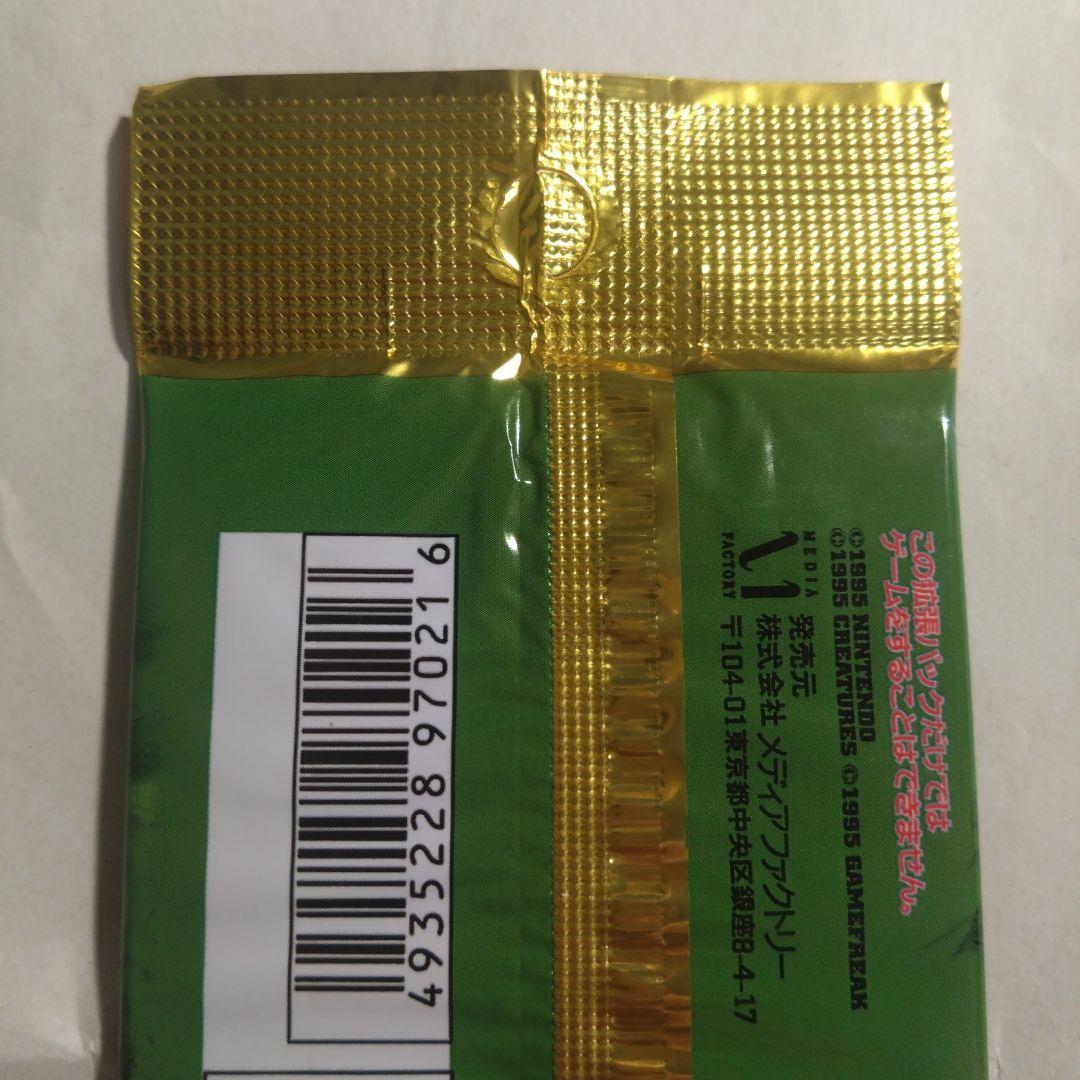 この拡張パックだけでは
ゲームをすることはできません。
©1995 NINTENDO
©1995 CREATURES ©1995 GAMEFREAK
MEDIA
FACTORY
発売元
株式会社 メディアファクトリー
〒104-01東京都中央区銀座8-4-17
4935228970216